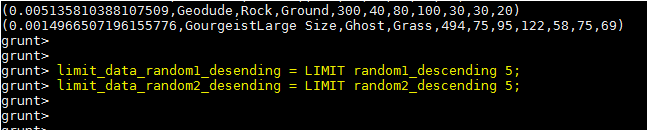 (0.005135810388107509,Geodude,Rock,Ground,300,40,80,100,30,30,20)
(0.0014966507196155776,GourgeistLarge Size,Ghost,Grass,494,75,95,122,58,75,69)
grunt>
grunt>
grunt> limit_data_random1_desending = LIMIT random1_descending 5;
grunt> limit_data_random2_desending = LIMIT random2_descending 5;
grunt>
grunt>
grunt>